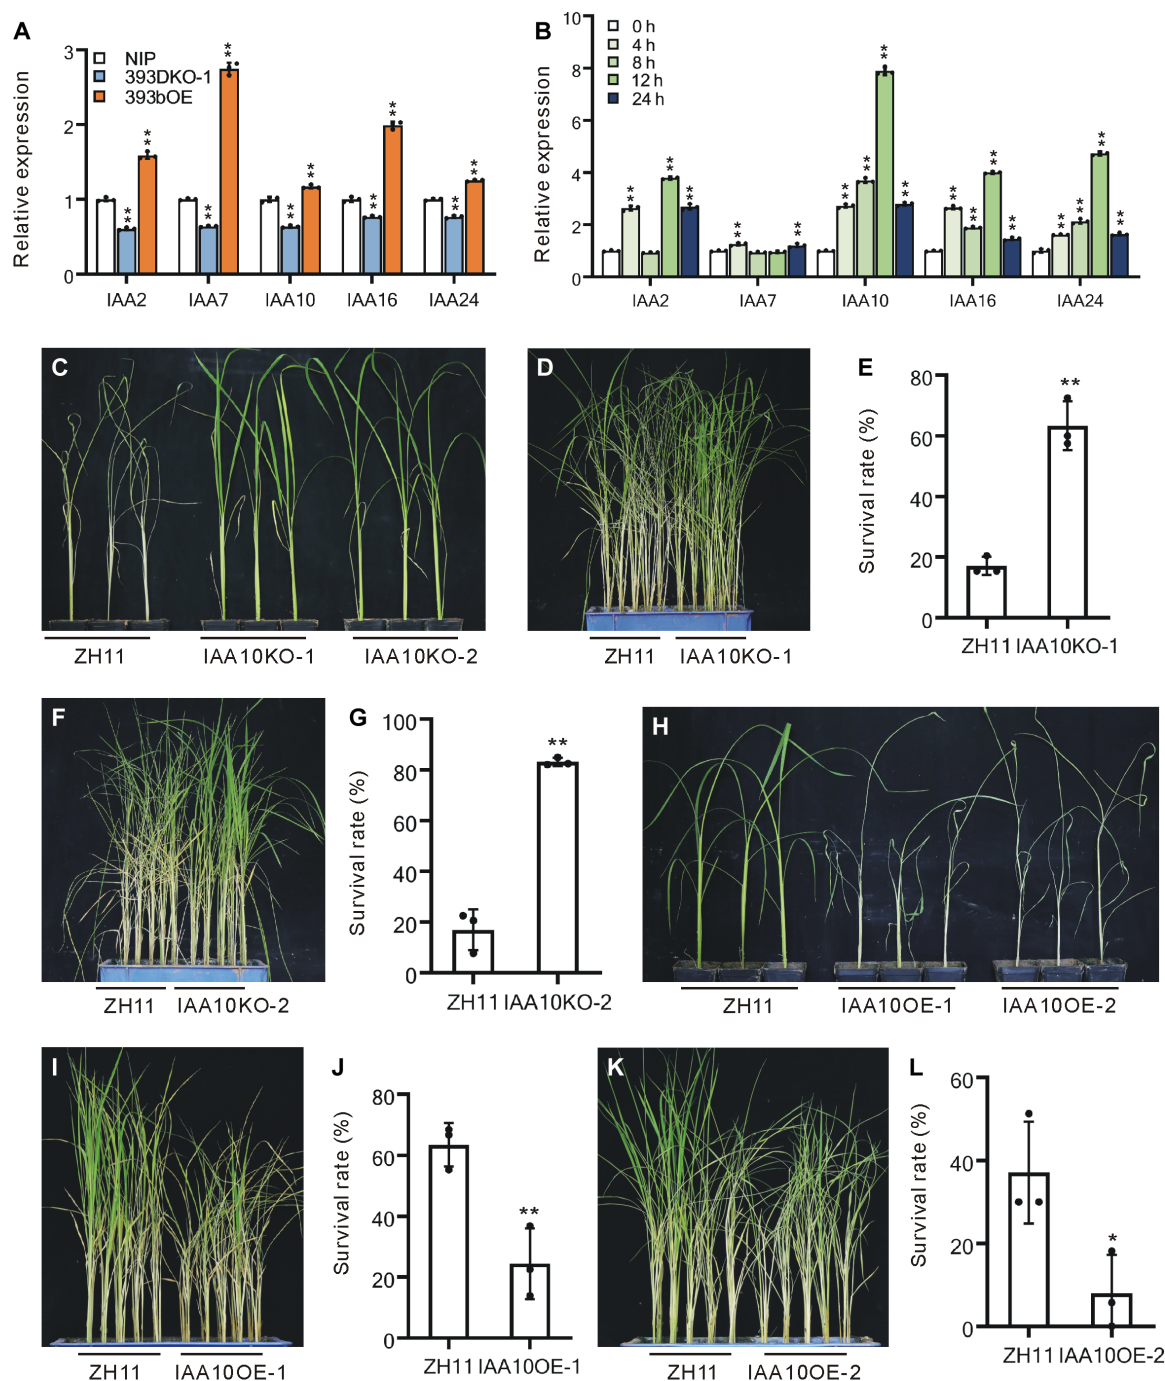 A
Relative expression
3
2
1
0
NIP
393DKO-1
393bOE
** ** ** ** ** ** ** ** ** **
IAA2 IAA7 IAA10 IAA16 IAA24
B
Relative expression
10
8
6
4
2
0
0 h
4 h
8 h
12 h
24 h
** ** ** ** ** ** ** ** ** ** ** ** ** ** ** ** ** **
IAA2 IAA7 IAA10 IAA16 IAA24
C
ZH11 IAA10KO-1 IAA10KO-2
D
ZH11 IAA10KO-1
E
Survival rate (%)
80
60
40
20
0
**
ZH11 IAA10KO-1
F
ZH11 IAA10KO-2
G
Survival rate (%)
100
80
60
40
20
0
**
ZH11 IAA10KO-2
H
ZH11 IAA10OE-1 IAA10OE-2
I
ZH11 IAA10OE-1
J
Survival rate (%)
80
60
40
20
0
**
ZH11 IAA10OE-1
K
ZH11 IAA10OE-2
L
Survival rate (%)
60
40
20
0
*
ZH11 IAA10OE-2